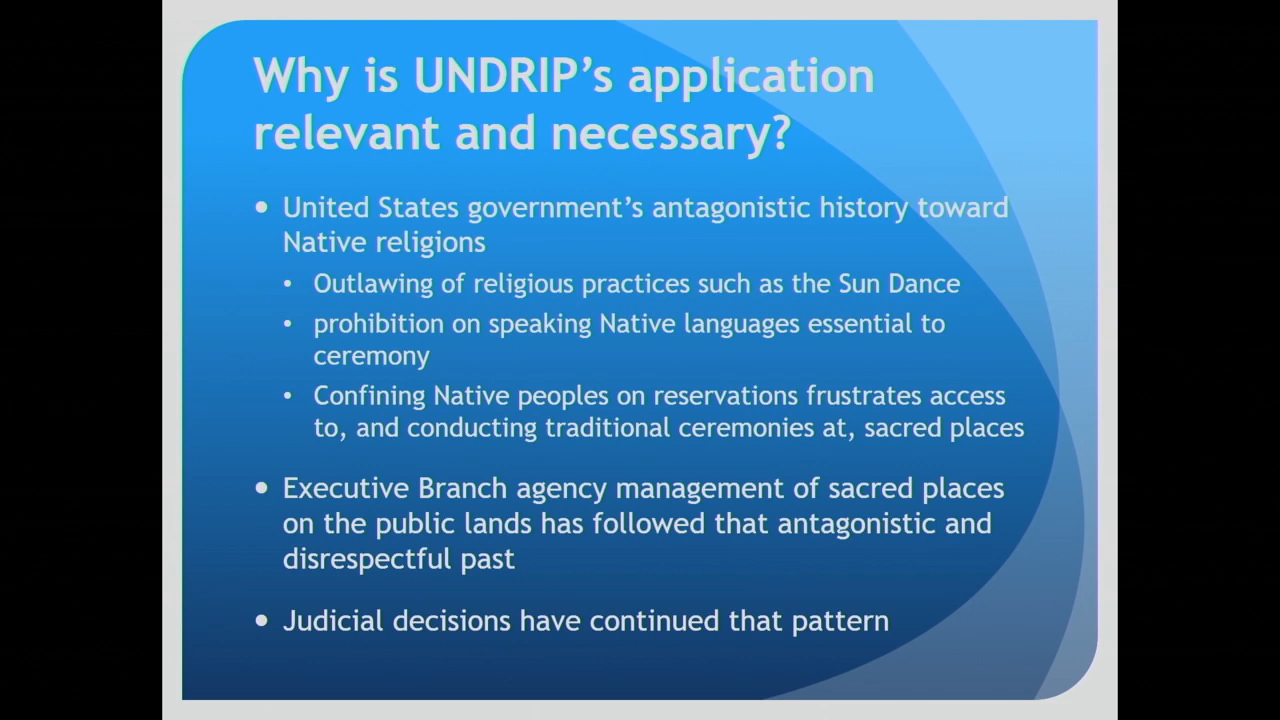 Why is UNDRIP’s application
relevant and necessary?
• United States government’s antagonistic history toward
Native religions
• Outlawing of religious practices such as the Sun Dance
• prohibition on speaking Native languages essential to
ceremony
• Confining Native peoples on reservations frustrates access
to, and conducting traditional ceremonies at, sacred places
• Executive Branch agency management of sacred places
on the public lands has followed that antagonistic and
disrespectful past
• Judicial decisions have continued that pattern